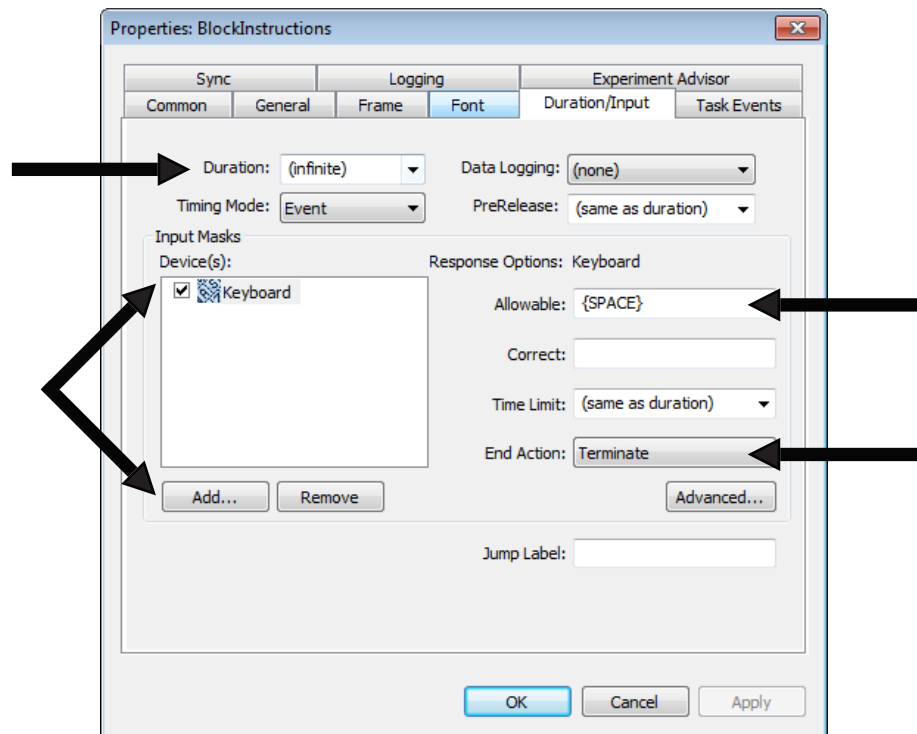 Properties: BlockInstructions
Sync Logging Experiment Advisor
Common General Frame Font Duration/Input Task Events
Duration: (infinite) Data Logging: (none)
Timing Mode: Event PreRelease: (same as duration)
Input Masks
Device(s): Response Options: Keyboard
Keyboard
Allowable: {SPACE}
Correct:
Time Limit: (same as duration)
End Action: Terminate
Add... Remove Advanced...
Jump Label:
OK Cancel Apply